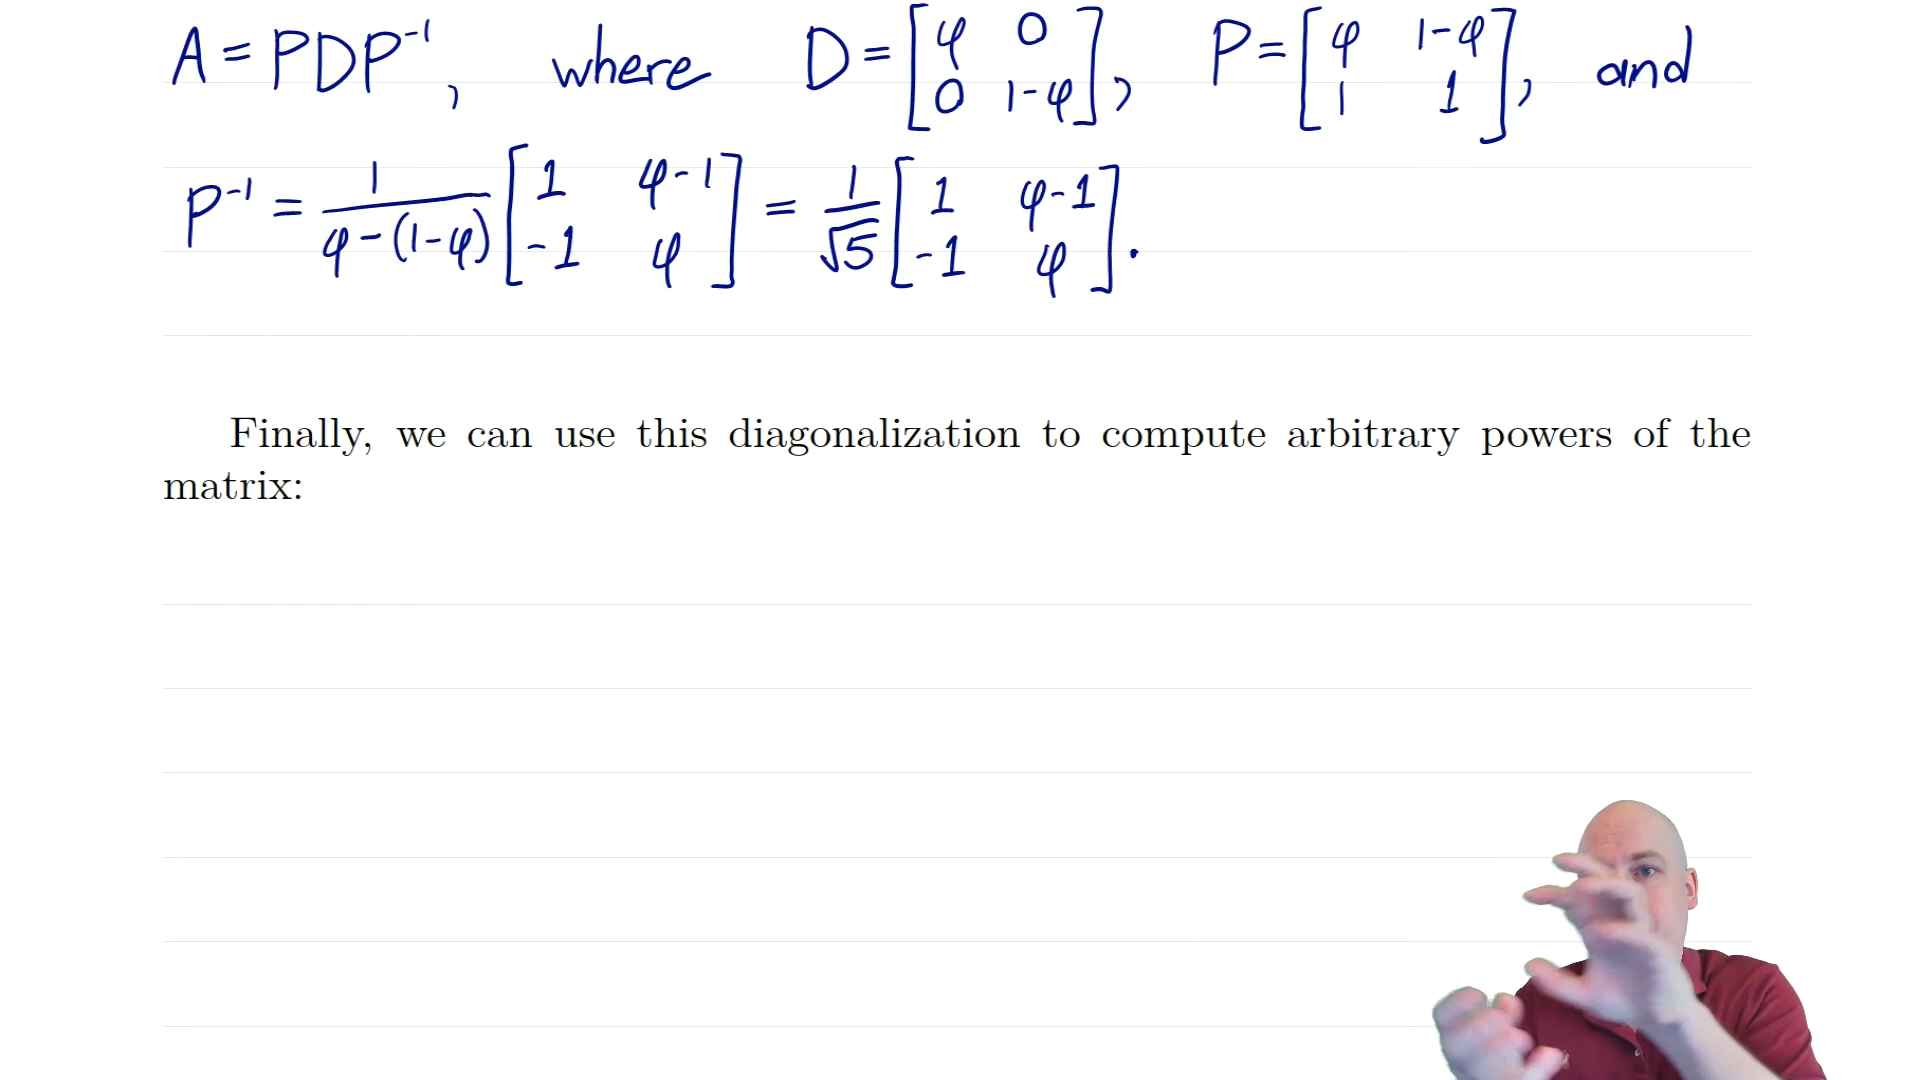 A = PDP⁻¹, where D = [φ 0; 0 1-φ], P = [φ 1-φ; 1 1], and
P⁻¹ = 1/(φ-(1-φ)) [1 φ-1; -1 φ] = 1/√5 [1 φ-1; -1 φ].
Finally, we can use this diagonalization to compute arbitrary powers of the
matrix: